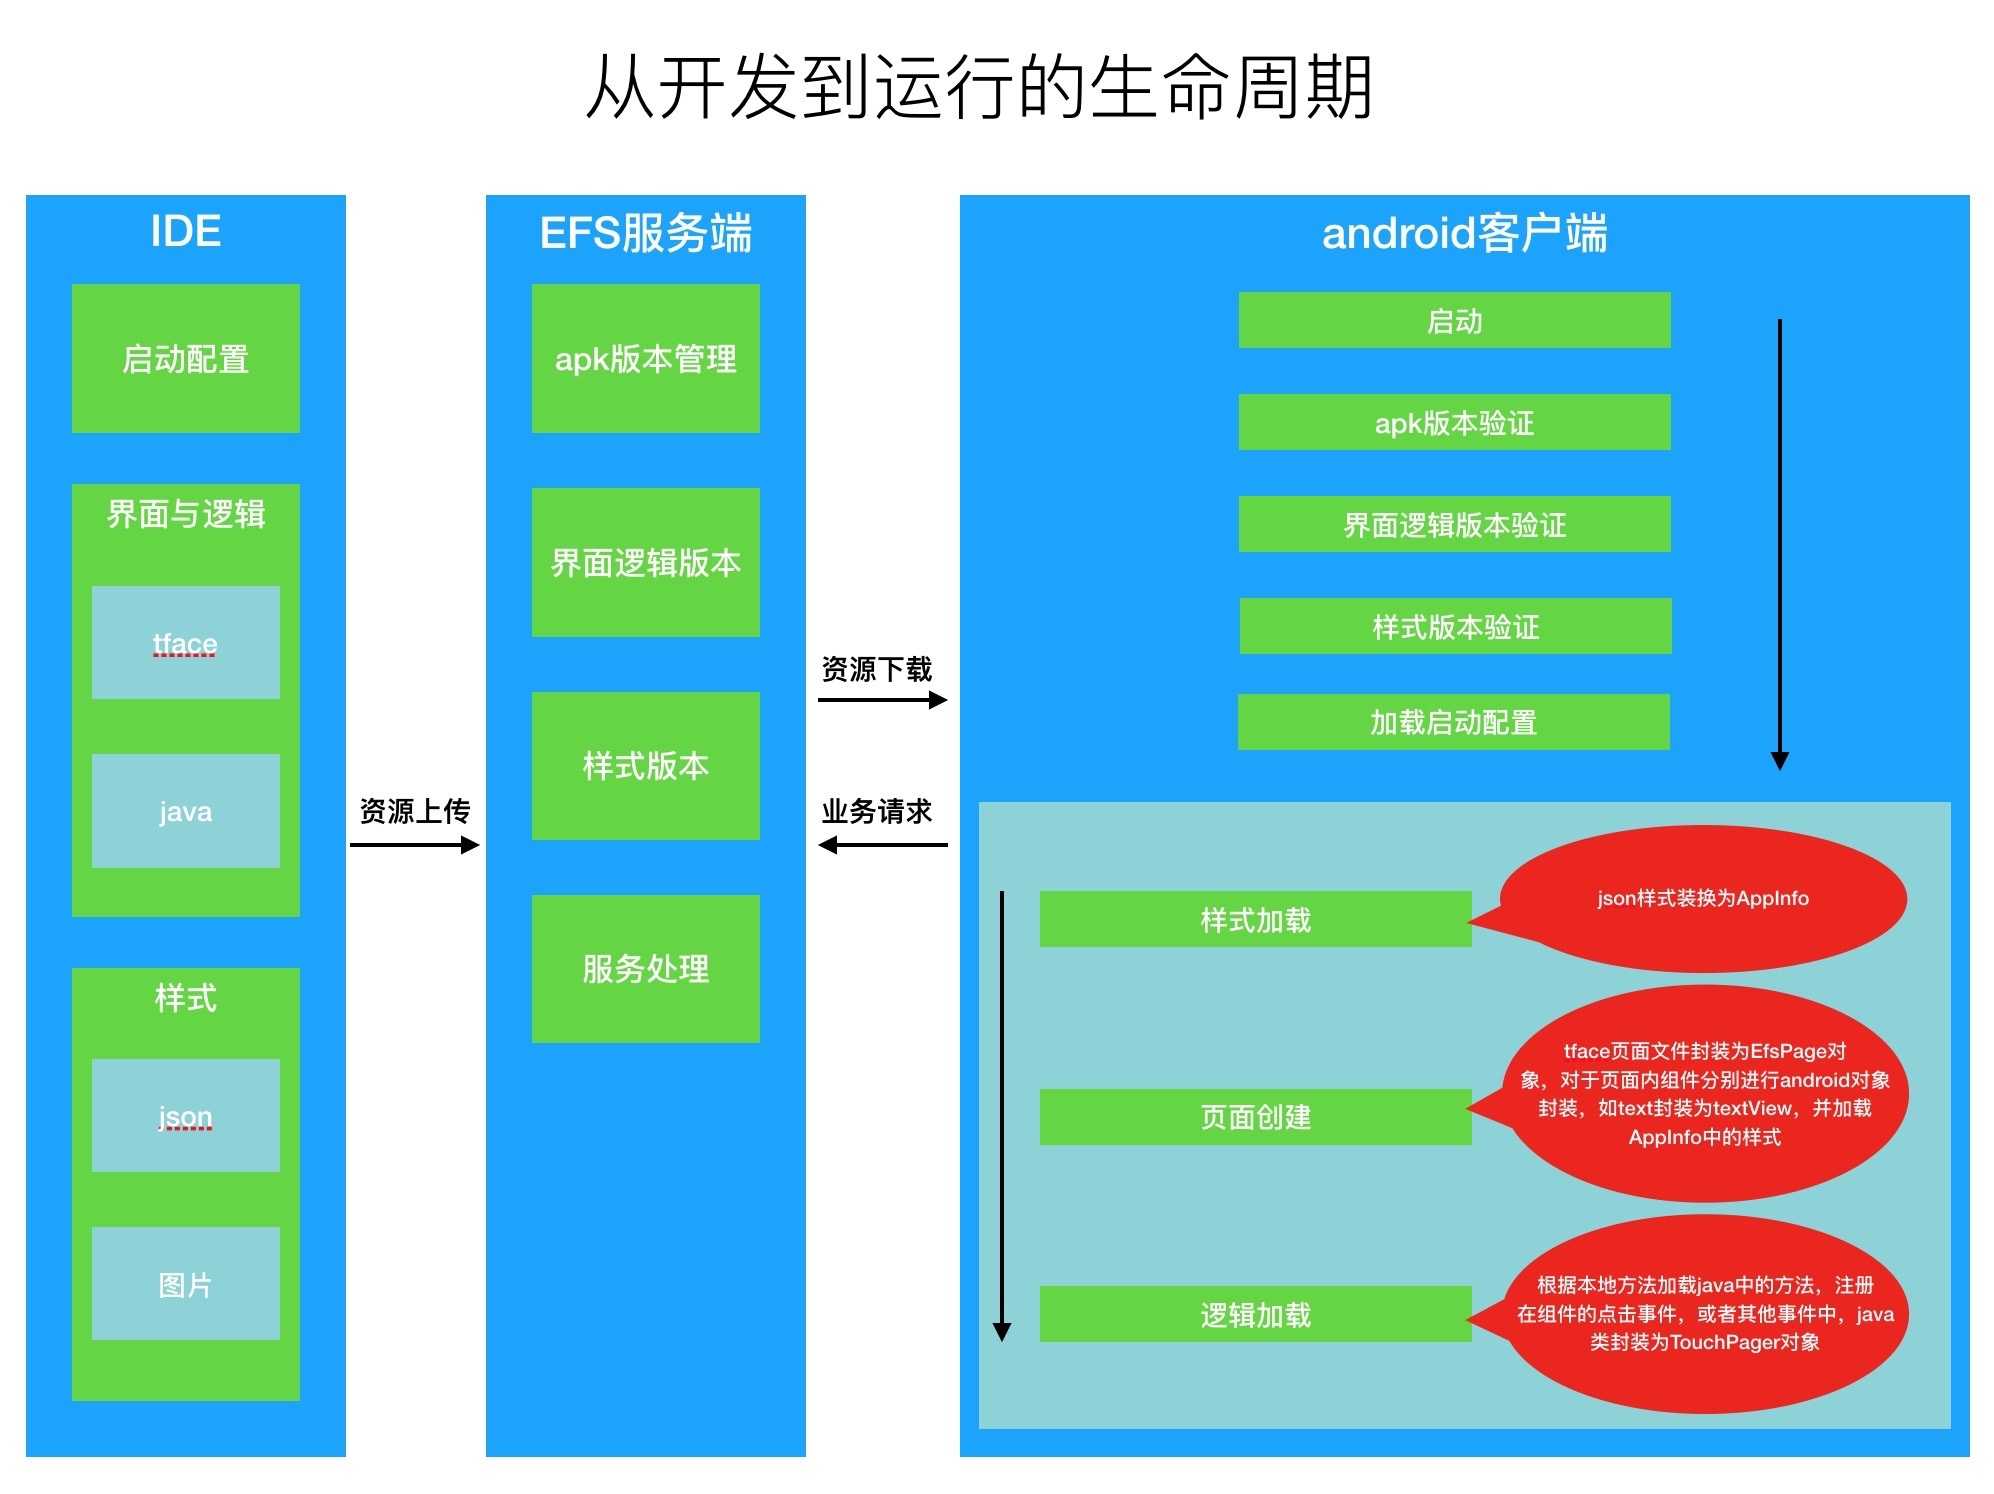 从开发到运行的生命周期
IDE
启动配置
界面与逻辑
tface
java
样式
json
图片
资源上传
EFS服务端
apk版本管理
界面逻辑版本
样式版本
服务处理
资源下载
业务请求
android客户端
启动
apk版本验证
界面逻辑版本验证
样式版本验证
加载启动配置
样式加载
json样式装换为AppInfo
页面创建
tface页面文件封装为EfsPage对
象，对于页面内组件分别进行android对象
封装，如text封装为textView，并加载
AppInfo中的样式
逻辑加载
根据本地方法加载java中的方法，注册
在组件的点击事件，或者其他事件中，java
类封装为TouchPager对象